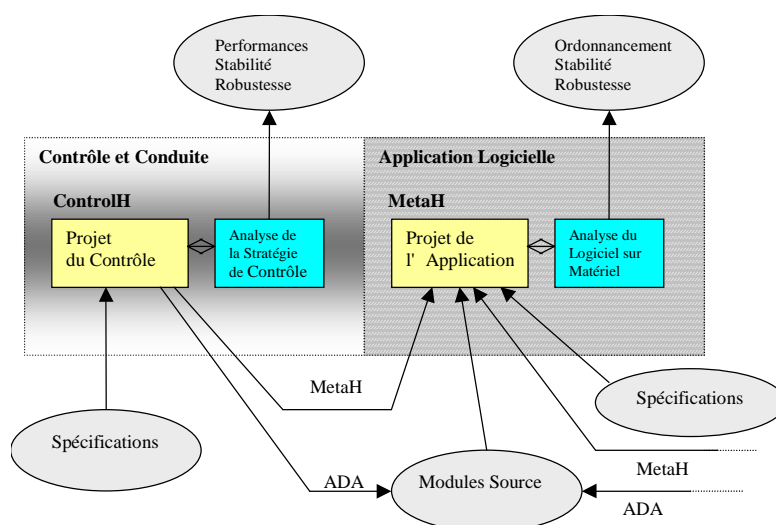 Performances
Stabilité
Robustesse
Ordonnancement
Stabilité
Robustesse
Contrôle et Conduite
Application Logicielle
ControlH
MetaH
Projet
du Contrôle
Analyse de
la Stratégie
de Contrôle
Projet de
l' Application
Analyse du
Logiciel sur
Matériel
MetaH
Spécifications
Spécifications
MetaH
ADA
Modules Source
ADA